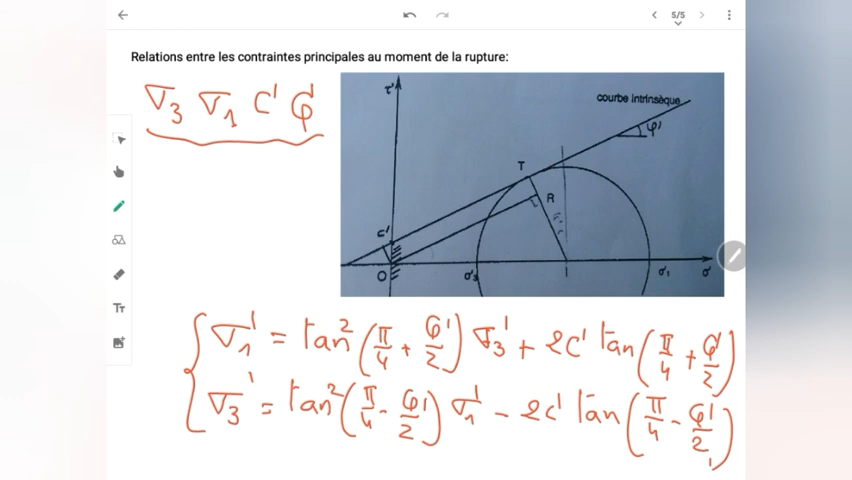 5/5
Relations entre les contraintes principales au moment de la rupture:
σ₃ σ₁ C' φ'
τ'
courbe intrinsèque
φ'
T
R
C'
O
σ'₃
σ'₁
σ'
σ₁' = tan²(π/4 + φ'/2) σ₃' + 2C' tan(π/4 + φ'/2)
σ₃' = tan²(π/4 - φ'/2) σ₁' - 2C' tan(π/4 - φ'/2)
Tт